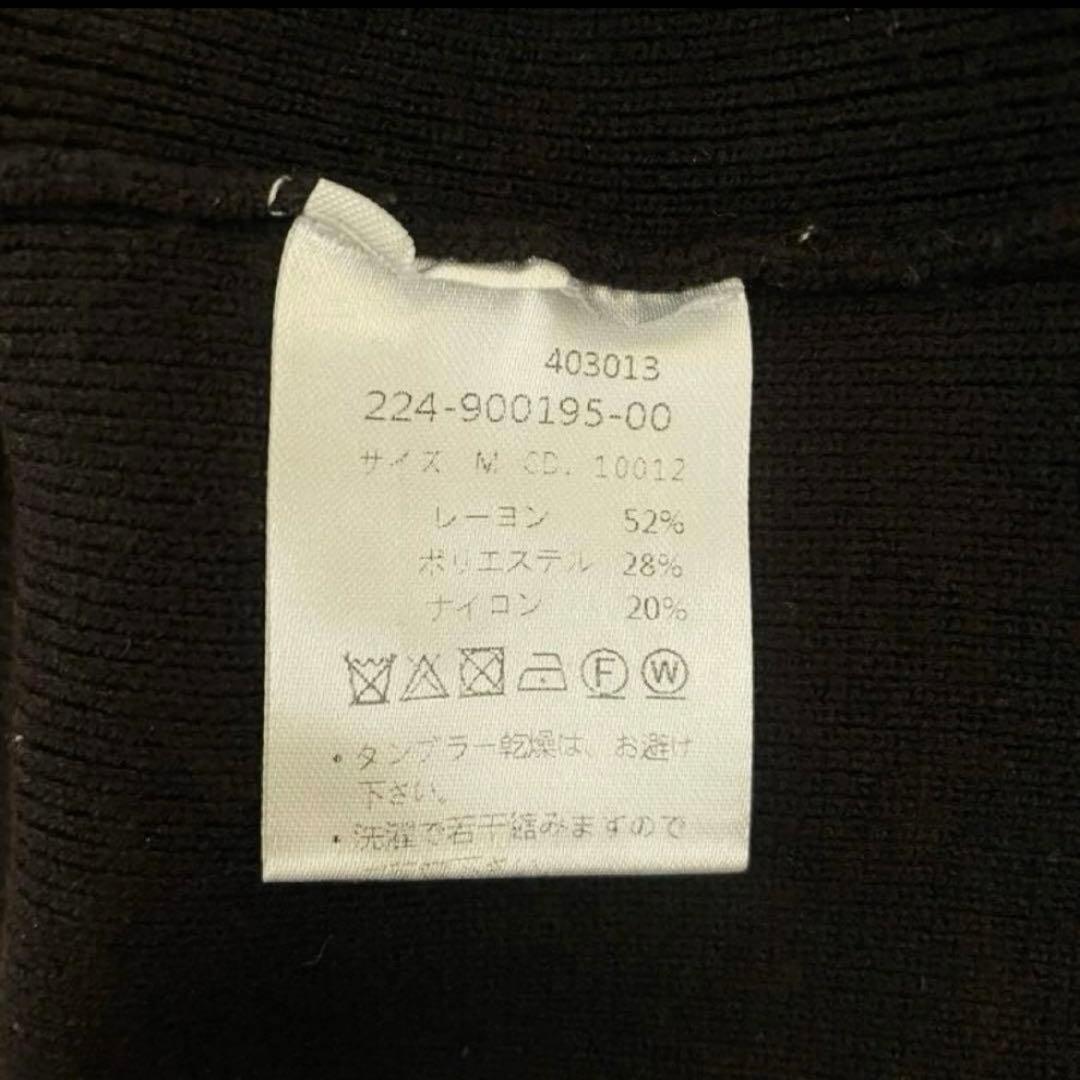 403013
224-900195-00
サイズ M CD. 10012
レーヨン 52%
ポリエステル 28%
ナイロン 20%
F W
・タンブラー乾燥は、お避け
下さい。
・洗濯で若干縮みますので